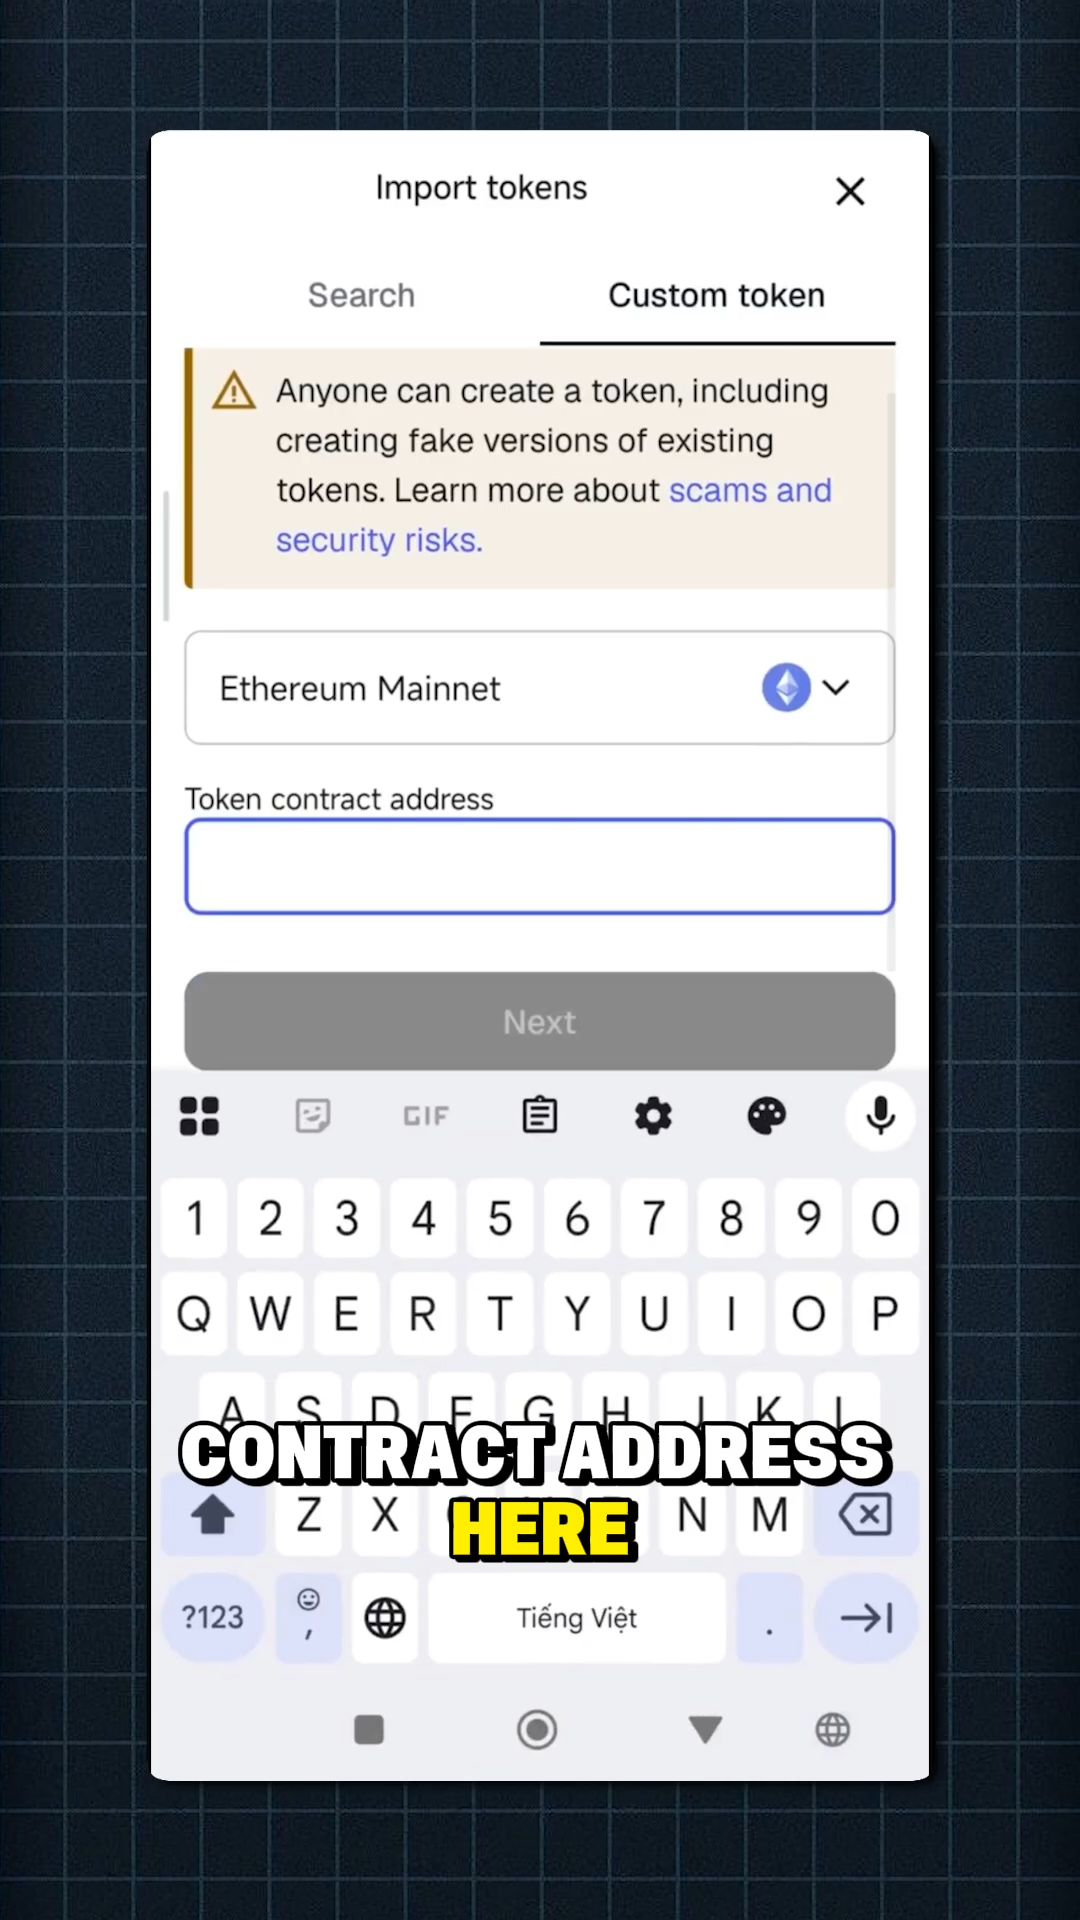 Import tokens
Search
Custom token
Anyone can create a token, including
creating fake versions of existing
tokens. Learn more about scams and
security risks.
Ethereum Mainnet
Token contract address
Next
GIF
1 2 3 4 5 6 7 8 9 0
Q W E R T Y U I O P
A S D F G H J K L
CONTRACT ADDRESS
Z X N M
HERE
?123 , Tiếng Việt .